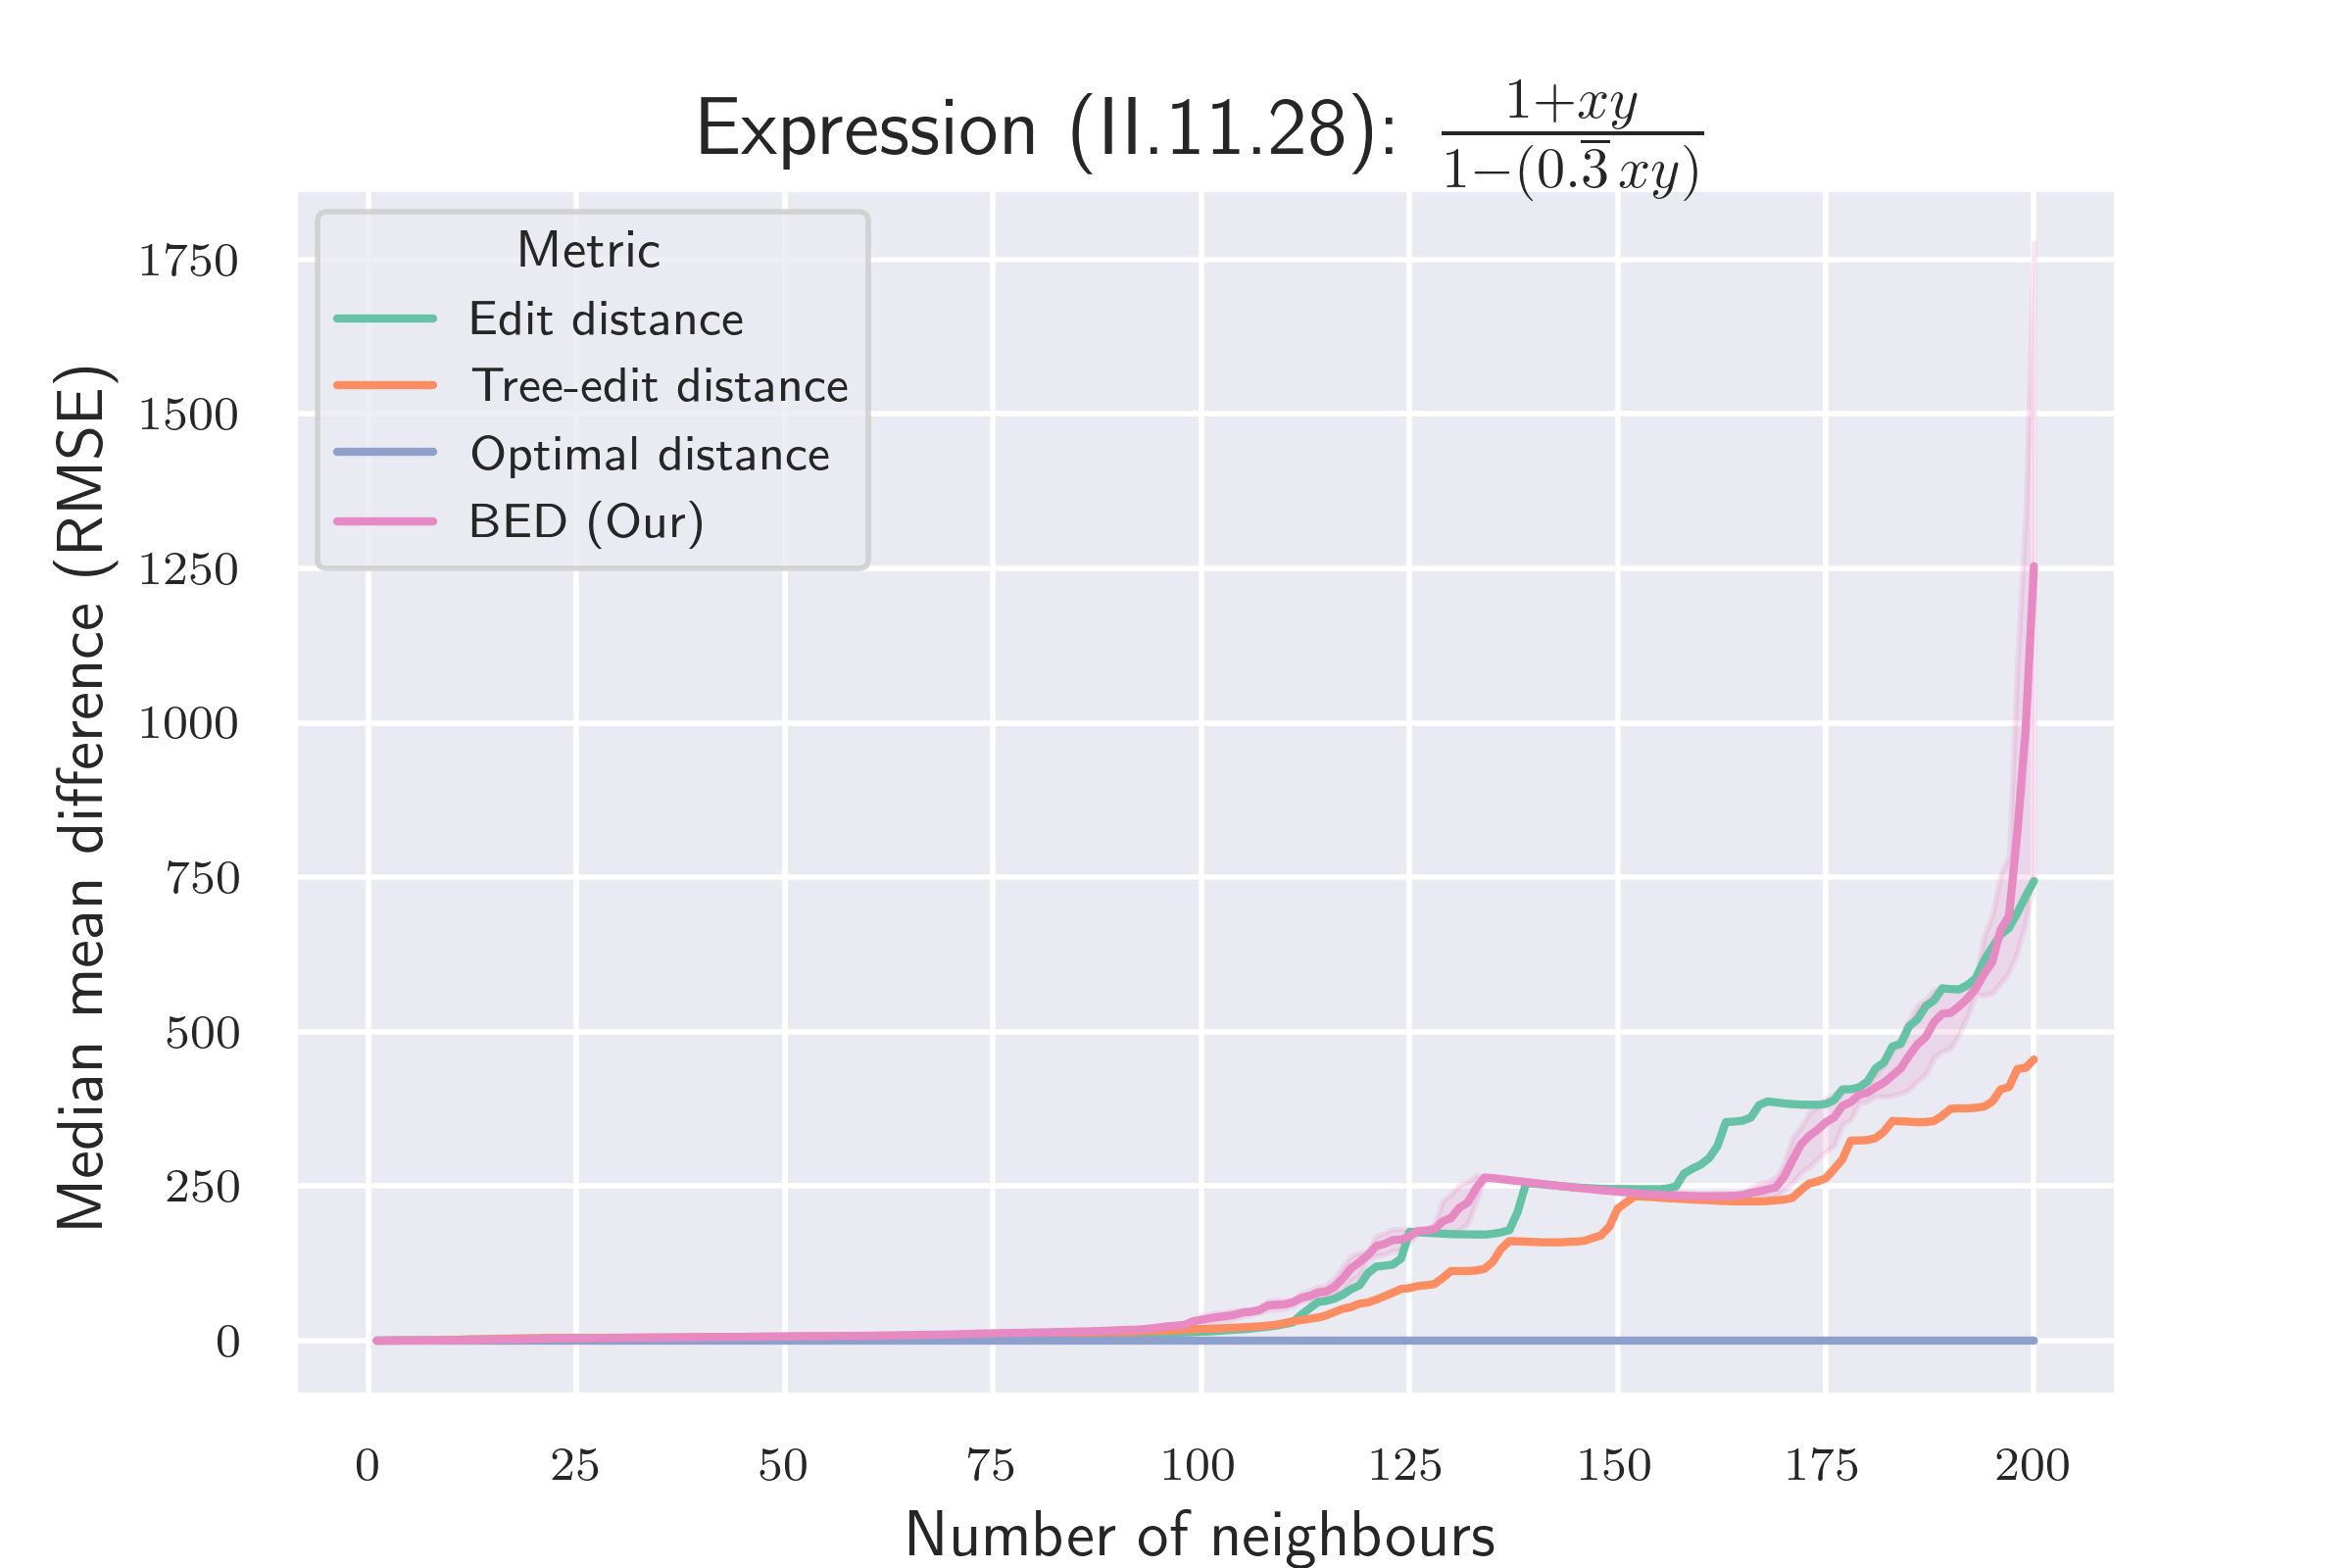 Expression (II.11.28): $\frac{1+xy}{1-(0.\overline{3}\,xy)}$
Metric
Edit distance
Tree-edit distance
Optimal distance
BED (Our)
Median mean difference (RMSE)
1750
1500
1250
1000
750
500
250
0
0 25 50 75 100 125 150 175 200
Number of neighbours